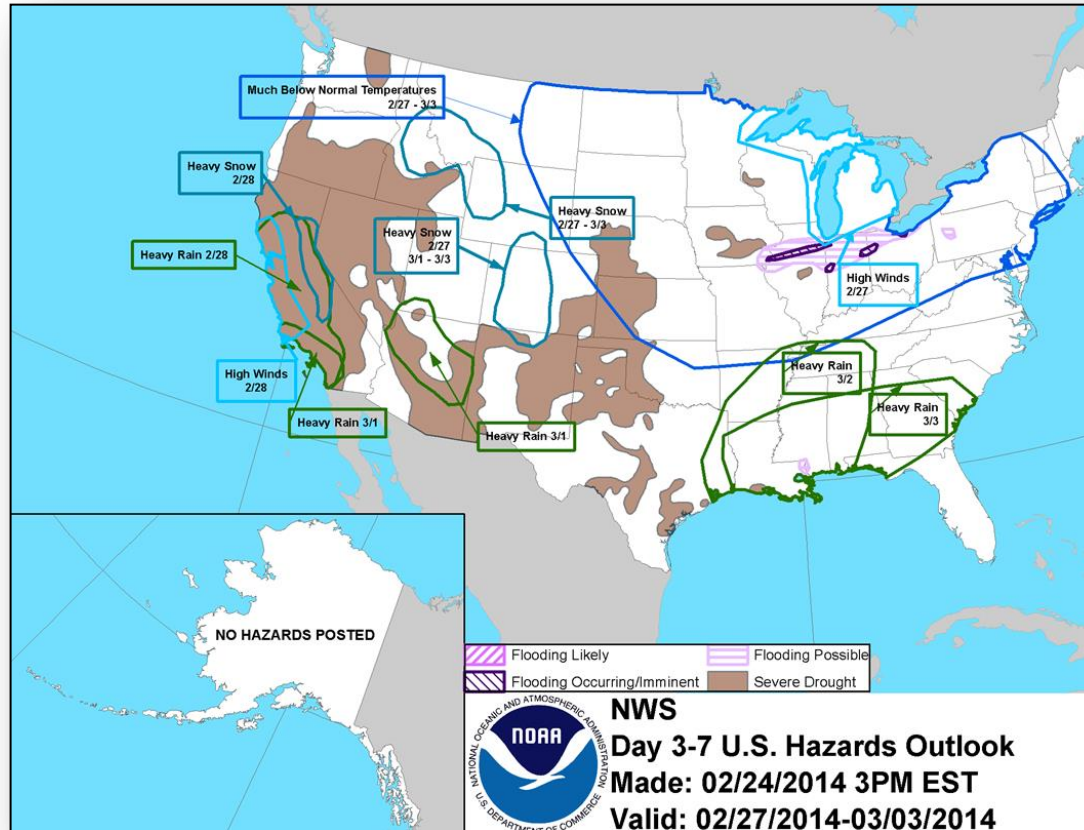 Much Below Normal Temperatures
2/27 - 3/3
Heavy Snow
2/28
Heavy Snow
2/27 - 3/3
Heavy Snow
2/27
3/1 - 3/3
Heavy Rain 2/28
High Winds
2/27
Heavy Rain
3/2
High Winds
2/28
Heavy Rain
3/3
Heavy Rain 3/1
Heavy Rain 3/1
NO HAZARDS POSTED
Flooding Likely
Flooding Possible
Flooding Occurring/Imminent
Severe Drought
NATIONAL OCEANIC AND ATMOSPHERIC ADMINISTRATION
NOAA
U.S. DEPARTMENT OF COMMERCE
NWS
Day 3-7 U.S. Hazards Outlook
Made: 02/24/2014 3PM EST
Valid: 02/27/2014-03/03/2014